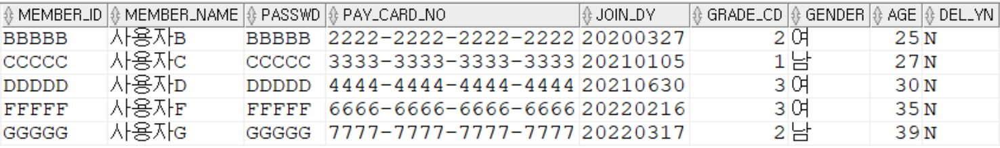 MEMBER_ID MEMBER_NAME PASSWD PAY_CARD_NO JOIN_DY GRADE_CD GENDER AGE DEL_YN
BBBBB 사용자B BBBBB 2222-2222-2222-2222 20200327 2 여 25 N
CCCCC 사용자C CCCCC 3333-3333-3333-3333 20210105 1 남 27 N
DDDDD 사용자D DDDDD 4444-4444-4444-4444 20210630 3 여 30 N
FFFFF 사용자F FFFFF 6666-6666-6666-6666 20220216 3 여 35 N
GGGGG 사용자G GGGGG 7777-7777-7777-7777 20220317 2 남 39 N